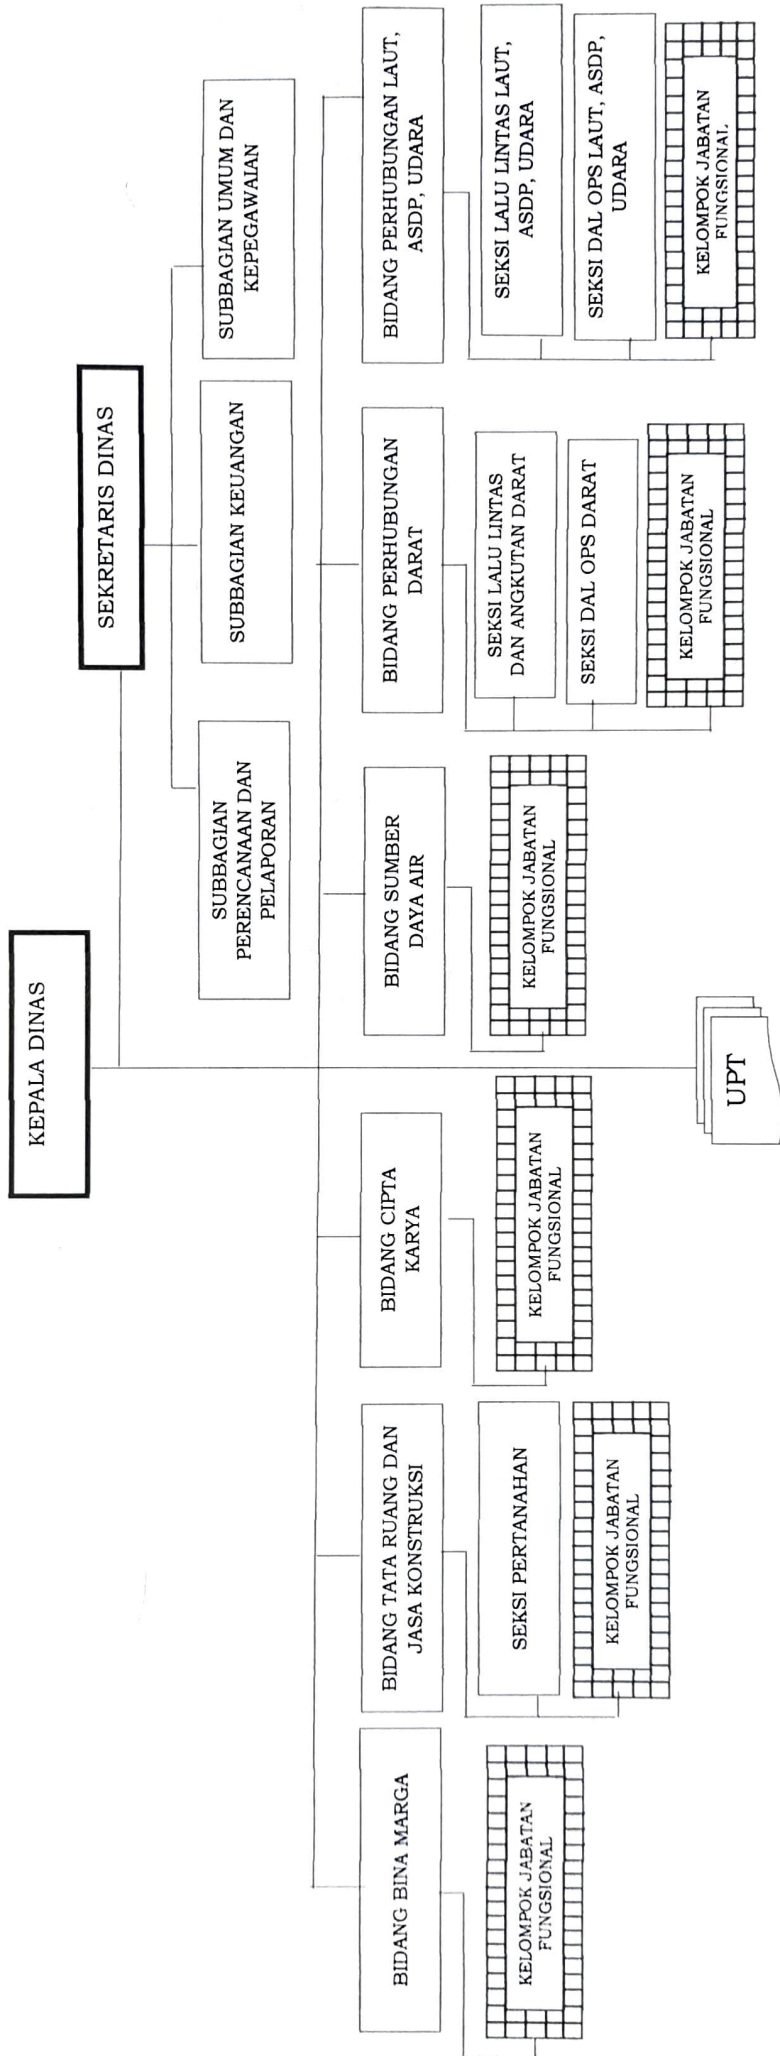 KEPALA DINAS
SEKRETARIS DINAS
SUBBAGIAN
PERENCANAAN DAN
PELAPORAN
SUBBAGIAN KEUANGAN
SUBBAGIAN UMUM DAN
KEPEGAWAIAN
BIDANG BINA MARGA
BIDANG TATA RUANG DAN
JASA KONSTRUKSI
BIDANG CIPTA
KARYA
BIDANG SUMBER
DAYA AIR
BIDANG PERHUBUNGAN
DARAT
BIDANG PERHUBUNGAN LAUT,
ASDP, UDARA
KELOMPOK JABATAN
FUNGSIONAL
SEKSI PERTANAHAN
KELOMPOK JABATAN
FUNGSIONAL
KELOMPOK JABATAN
FUNGSIONAL
KELOMPOK JABATAN
FUNGSIONAL
SEKSI LALU LINTAS
DAN ANGKUTAN DARAT
SEKSI DAL OPS DARAT
KELOMPOK JABATAN
FUNGSIONAL
SEKSI LALU LINTAS LAUT,
ASDP, UDARA
SEKSI DAL OPS LAUT, ASDP,
UDARA
KELOMPOK JABATAN
FUNGSIONAL
UPT